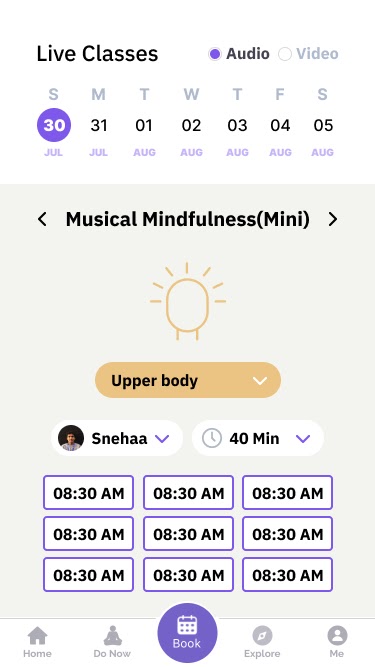 Live Classes Audio Video
S M T W T F S
30 31 01 02 03 04 05
JUL JUL AUG AUG AUG AUG AUG
Musical Mindfulness(Mini)
Upper body
Snehaa 40 Min
08:30 AM 08:30 AM 08:30 AM
08:30 AM 08:30 AM 08:30 AM
08:30 AM 08:30 AM 08:30 AM
Home Do Now Book Explore Me